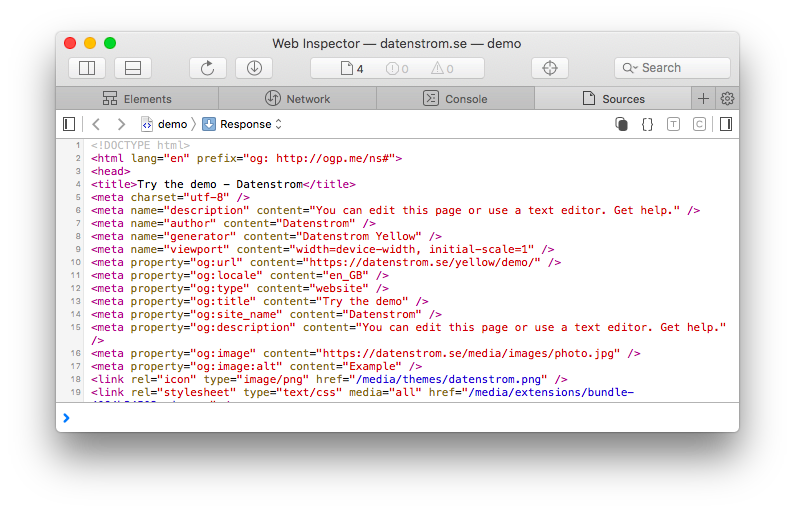 Web Inspector — datenstrom.se — demo
4 0 0 Search
Elements Network Console Sources
demo Response
1 <!DOCTYPE html>
2 <html lang="en" prefix="og: http://ogp.me/ns#">
3 <head>
4 <title>Try the demo - Datenstrom</title>
5 <meta charset="utf-8" />
6 <meta name="description" content="You can edit this page or use a text editor. Get help." />
7 <meta name="author" content="Datenstrom" />
8 <meta name="generator" content="Datenstrom Yellow" />
9 <meta name="viewport" content="width=device-width, initial-scale=1" />
10 <meta property="og:url" content="https://datenstrom.se/yellow/demo/" />
11 <meta property="og:locale" content="en_GB" />
12 <meta property="og:type" content="website" />
13 <meta property="og:title" content="Try the demo" />
14 <meta property="og:site_name" content="Datenstrom" />
15 <meta property="og:description" content="You can edit this page or use a text editor. Get help."
/>
16 <meta property="og:image" content="https://datenstrom.se/media/images/photo.jpg" />
17 <meta property="og:image:alt" content="Example" />
18 <link rel="icon" type="image/png" href="/media/themes/datenstrom.png" />
19 <link rel="stylesheet" type="text/css" media="all" href="/media/extensions/bundle-